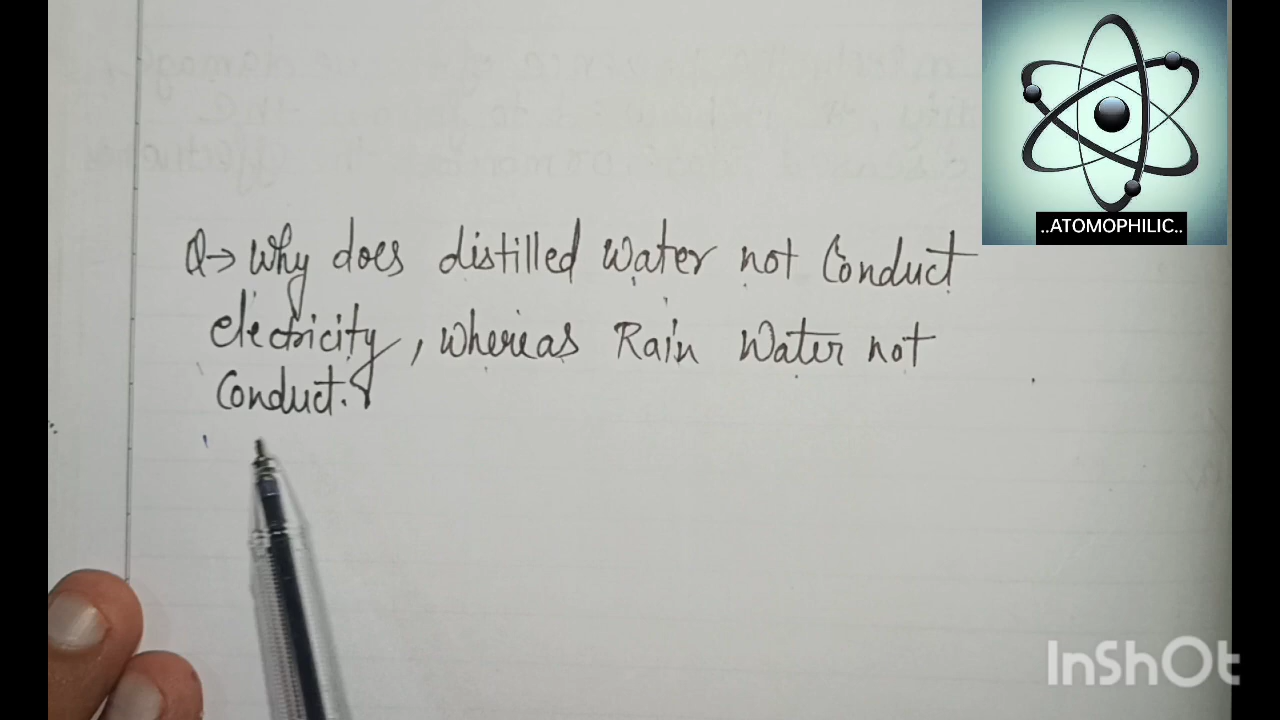 ..ATOMOPHILIC..
Q→ Why does distilled Water not Conduct
electricity, whereas Rain Water not
Conduct.?
InShOt